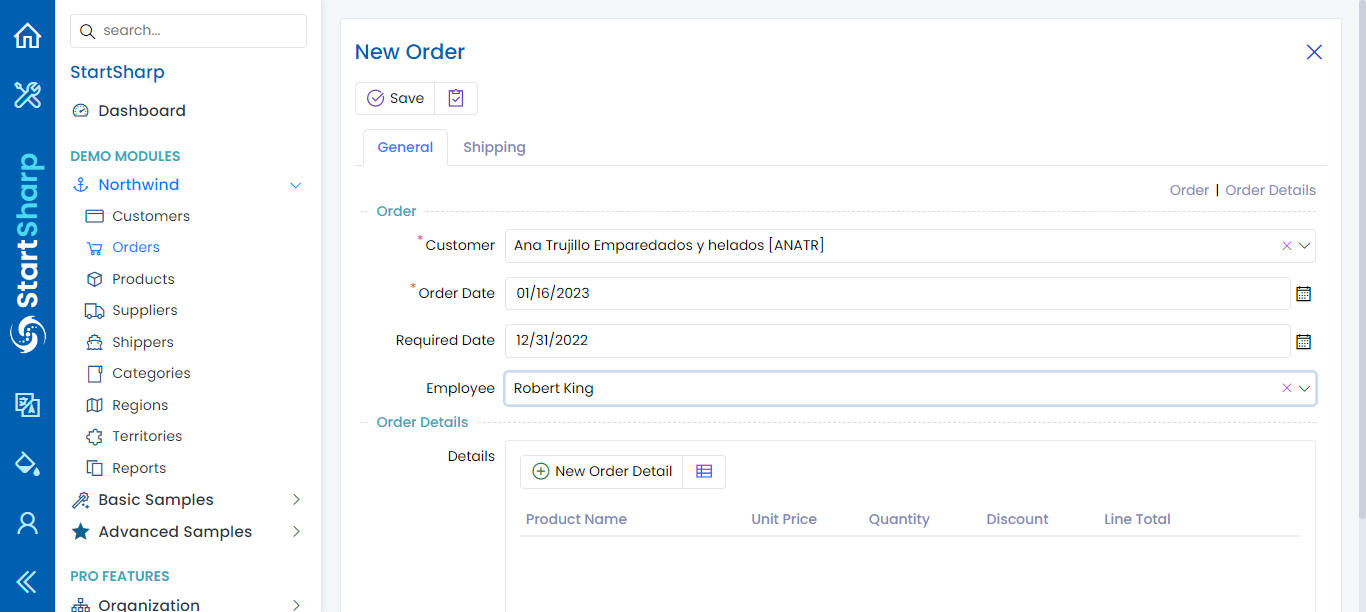 search...
StartSharp
Dashboard
DEMO MODULES
Northwind
Customers
Orders
Products
Suppliers
Shippers
Categories
Regions
Territories
Reports
Basic Samples
Advanced Samples
PRO FEATURES
Organization
StartSharp
New Order
Save
General Shipping
Order | Order Details
Order
* Customer Ana Trujillo Emparedados y helados [ANATR]
* Order Date 01/16/2023
Required Date 12/31/2022
Employee Robert King
Order Details
Details
New Order Detail
Product Name Unit Price Quantity Discount Line Total